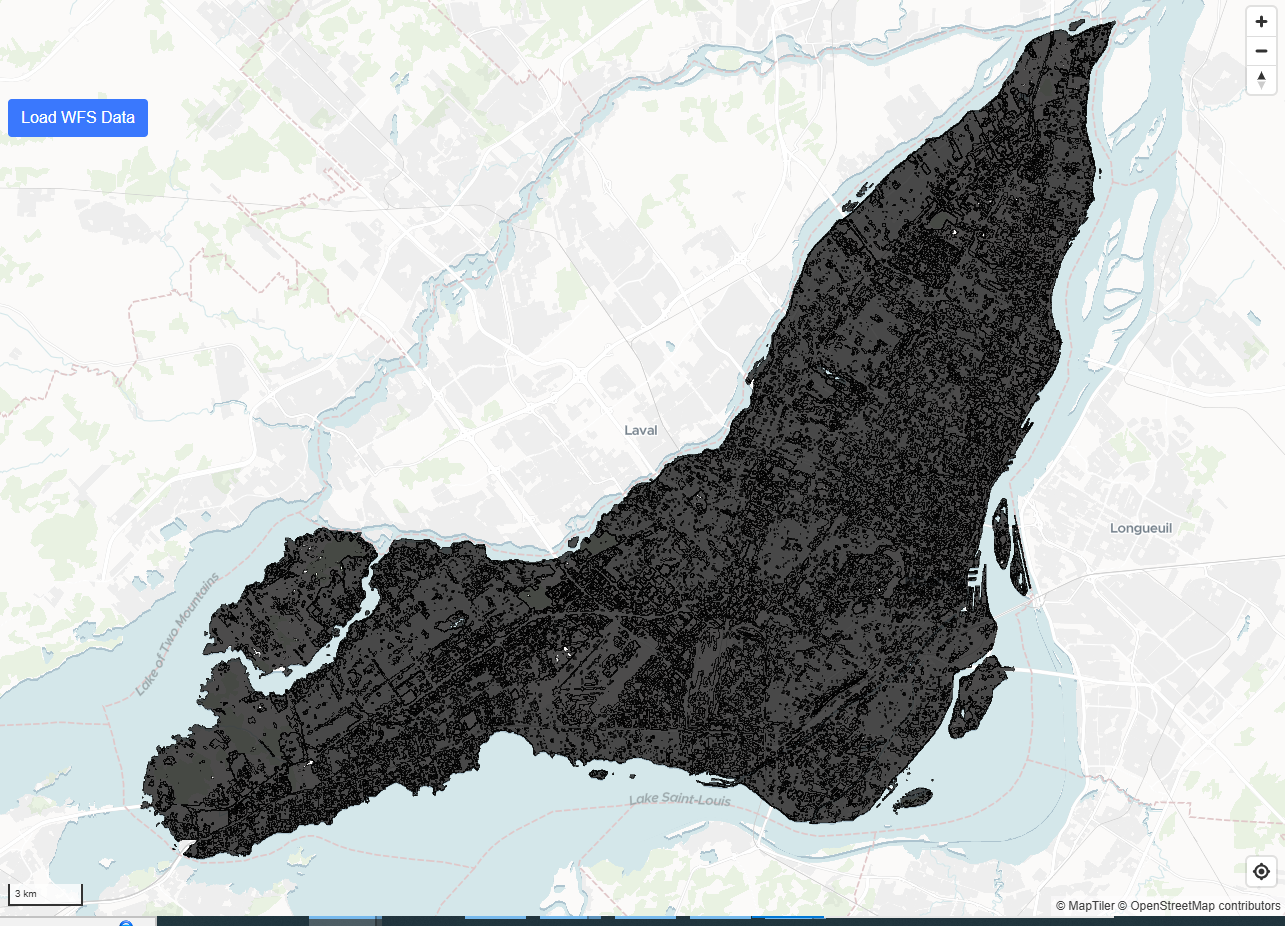 +
−
Load WFS Data
Laval
Longueuil
Lake of Two Mountains
Lake Saint-Louis
3 km
© MapTiler © OpenStreetMap contributors